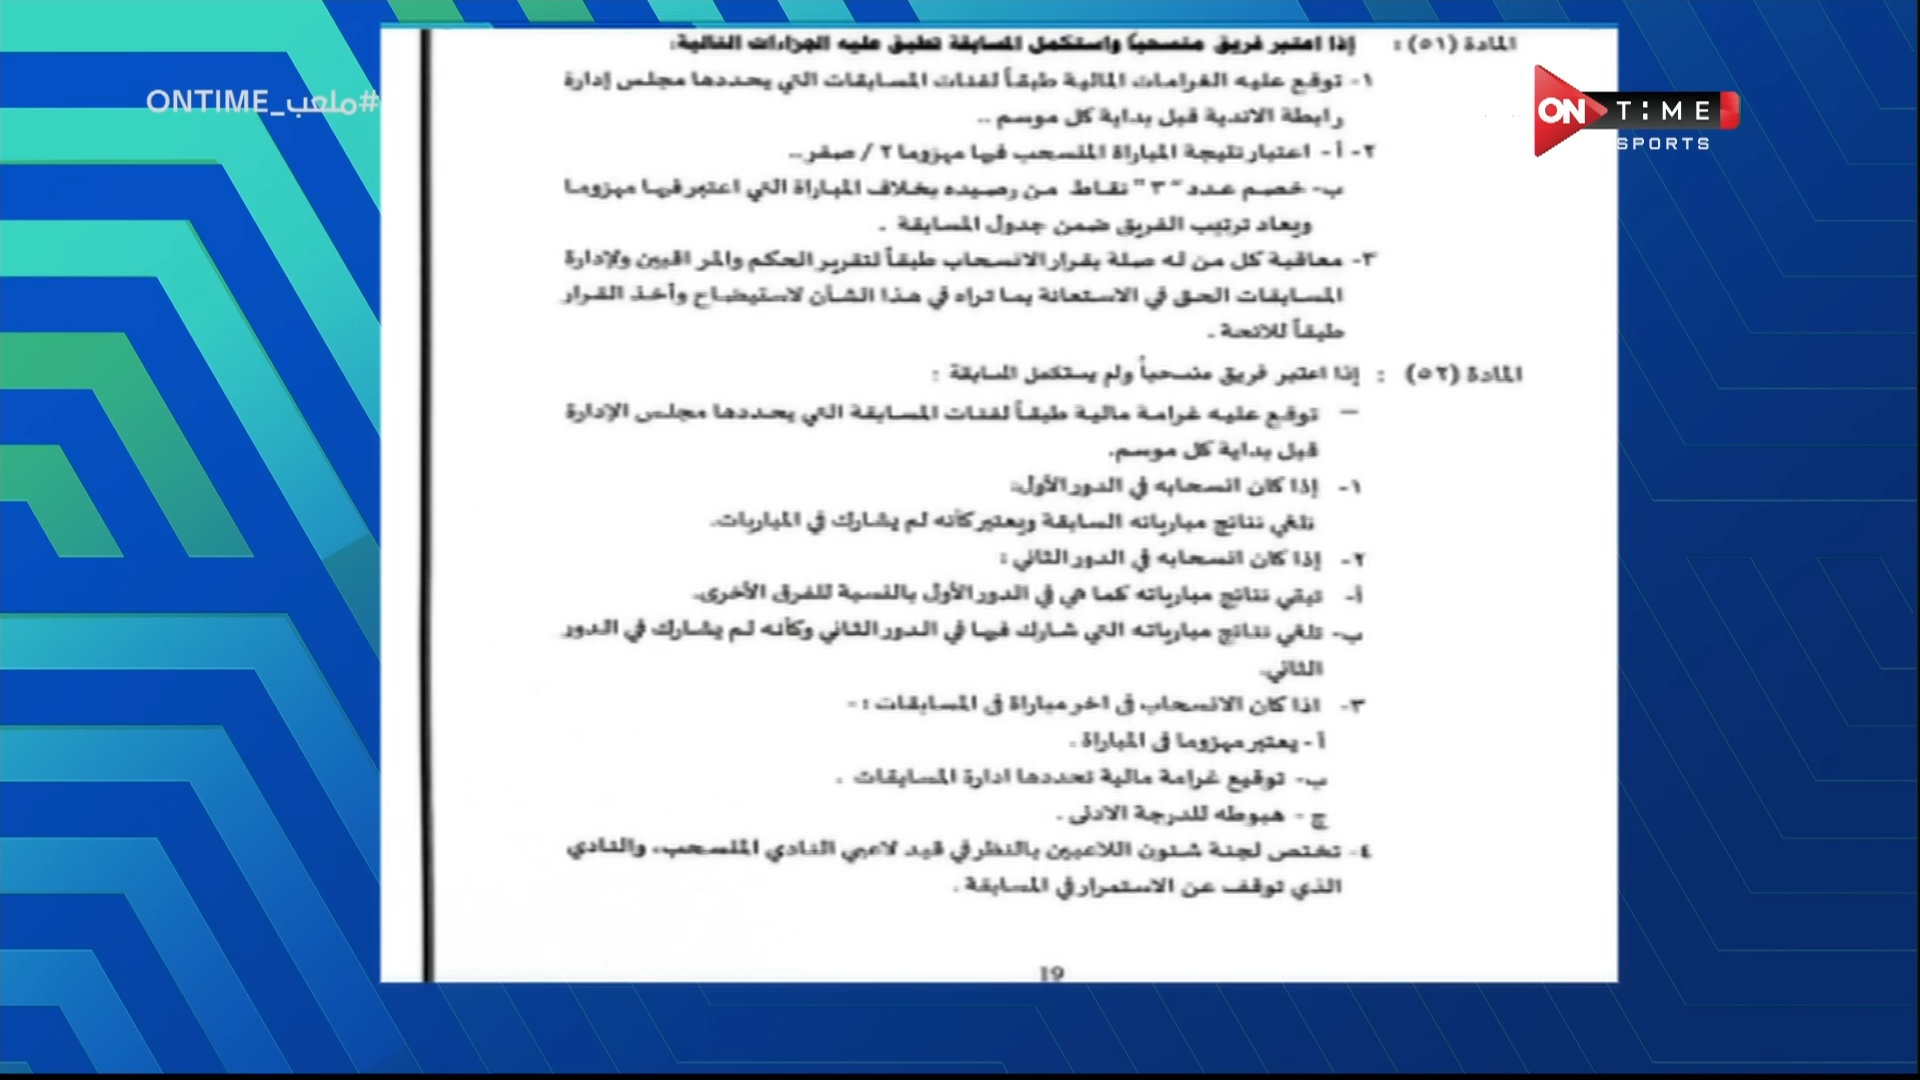 #ملعب_ONTIME
ON TIME
SPORTS
المادة (٥١) : إذا اعتبر فريق منسحباً واستكمل المسابقة تطبق عليه الجزاءات التالية:
١- توقع عليه الغرامات المالية طبقاً لفئات المسابقات التي يحددها مجلس إدارة
رابطة الاندية قبل بداية كل موسم ..
٢- أ- اعتبار نتيجة المباراة المنسحب فيها مهزوما ٢ / صفر..
ب- خصم عدد "٣" نقاط من رصيده بخلاف المباراة التي اعتبر فيها مهزوما
ويعاد ترتيب الفريق ضمن جدول المسابقة .
٣- معاقبة كل من له صلة بقرار الانسحاب طبقاً لتقرير الحكم والمراقبين ولإدارة
المسابقات الحق في الاستعانة بما تراه في هذا الشأن لاستيضاح وأخذ القرار
طبقاً للائحة .
المادة (٥٢) : إذا اعتبر فريق منسحباً ولم يستكمل المسابقة :
– توقع عليه غرامة مالية طبقاً لفئات المسابقة التي يحددها مجلس الإدارة
قبل بداية كل موسم.
١- إذا كان انسحابه في الدور الأول:
تلغي نتائج مبارياته السابقة ويعتبر كأنه لم يشارك في المباريات.
٢- إذا كان انسحابه في الدور الثاني :
أ- تبقي نتائج مبارياته كما هي في الدور الأول بالنسبة للفرق الأخرى.
ب- تلغي نتائج مبارياته التي شارك فيها في الدور الثاني وكأنه لم يشارك في الدور
الثاني.
٣- اذا كان الانسحاب فى اخر مباراة فى المسابقات : -
أ - يعتبر مهزوما فى المباراة .
ب- توقيع غرامة مالية تحددها ادارة المسابقات .
ج - هبوطه للدرجة الادنى .
٤- تختص لجنة شئون اللاعبين بالنظر في قيد لاعبي النادي المنسحب، والنادي
الذي توقف عن الاستمرار في المسابقة .
19